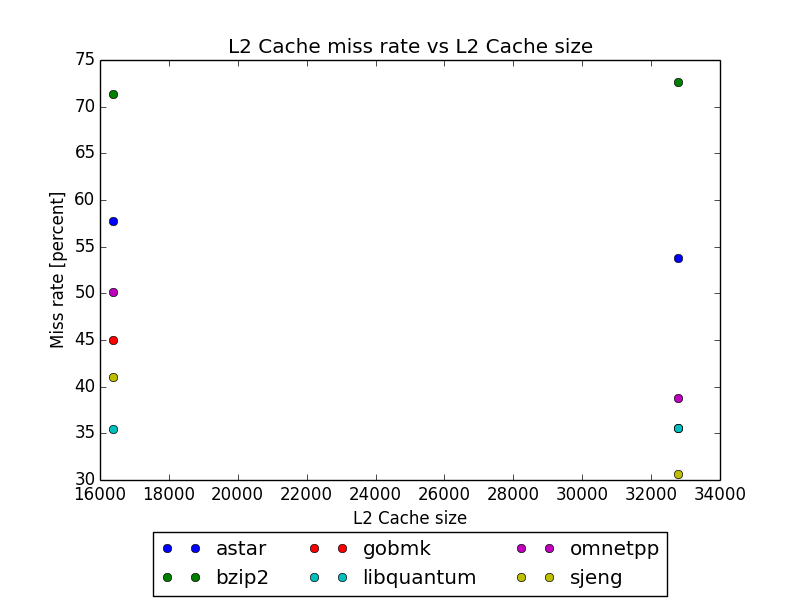 L2 Cache miss rate vs L2 Cache size
75
70
65
60
55
50
45
40
35
30
Miss rate [percent]
16000 18000 20000 22000 24000 26000 28000 30000 32000 34000
L2 Cache size
astar gobmk omnetpp
bzip2 libquantum sjeng